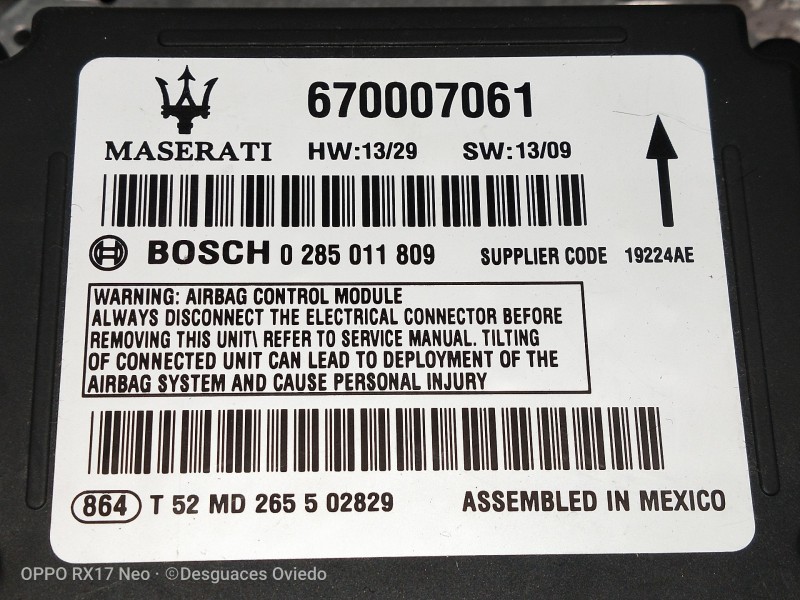 670007061
MASERATI HW:13/29 SW:13/09
BOSCH 0 285 011 809 SUPPLIER CODE 19224AE
WARNING: AIRBAG CONTROL MODULE
ALWAYS DISCONNECT THE ELECTRICAL CONNECTOR BEFORE
REMOVING THIS UNIT\ REFER TO SERVICE MANUAL. TILTING
OF CONNECTED UNIT CAN LEAD TO DEPLOYMENT OF THE
AIRBAG SYSTEM AND CAUSE PERSONAL INJURY
864 T 52 MD 265 5 02829 ASSEMBLED IN MEXICO
OPPO RX17 Neo · ©Desguaces Oviedo